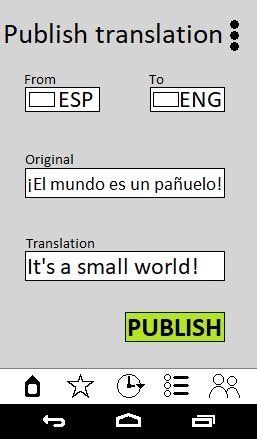 Publish translation
From
To
ESP
ENG
Original
¡El mundo es un pañuelo!
Translation
It's a small world!
PUBLISH